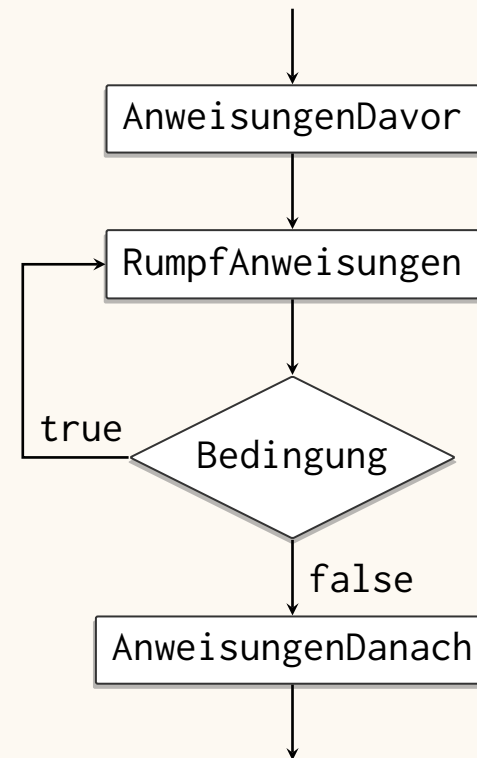 AnweisungenDavor
RumpfAnweisungen
true
Bedingung
false
AnweisungenDanach